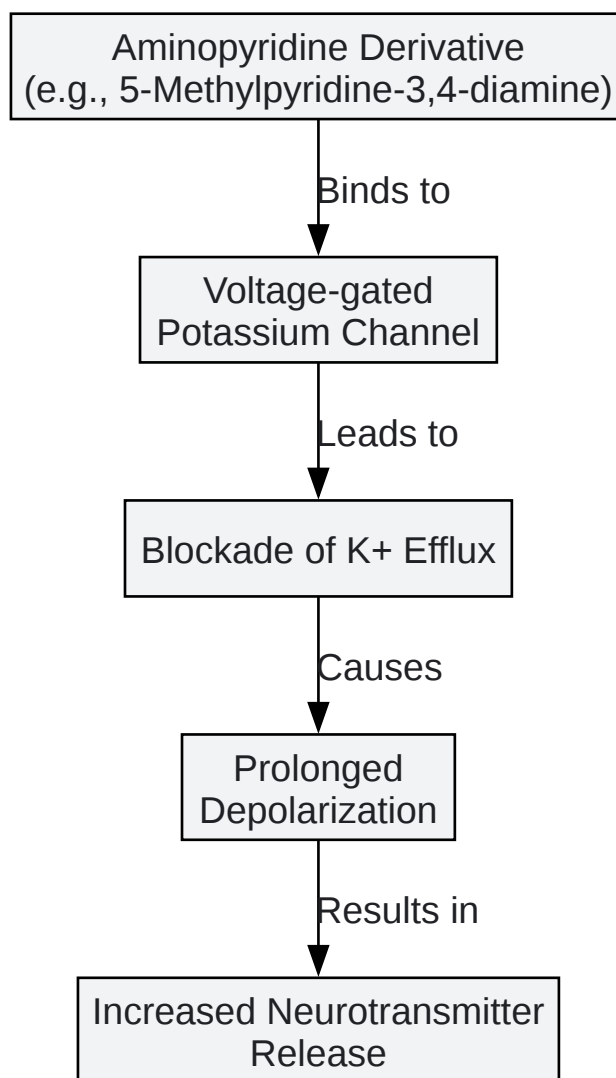 Aminopyridine Derivative
(e.g., 5-Methylpyridine-3,4-diamine)
Binds to
Voltage-gated
Potassium Channel
Leads to
Blockade of K+ Efflux
Causes
Prolonged
Depolarization
Results in
Increased Neurotransmitter
Release